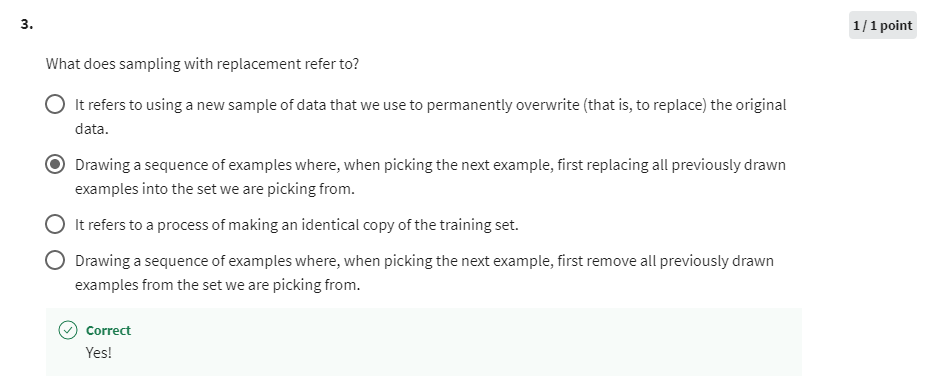 3.
1 / 1 point
What does sampling with replacement refer to?
It refers to using a new sample of data that we use to permanently overwrite (that is, to replace) the original
data.
Drawing a sequence of examples where, when picking the next example, first replacing all previously drawn
examples into the set we are picking from.
It refers to a process of making an identical copy of the training set.
Drawing a sequence of examples where, when picking the next example, first remove all previously drawn
examples from the set we are picking from.
Correct
Yes!